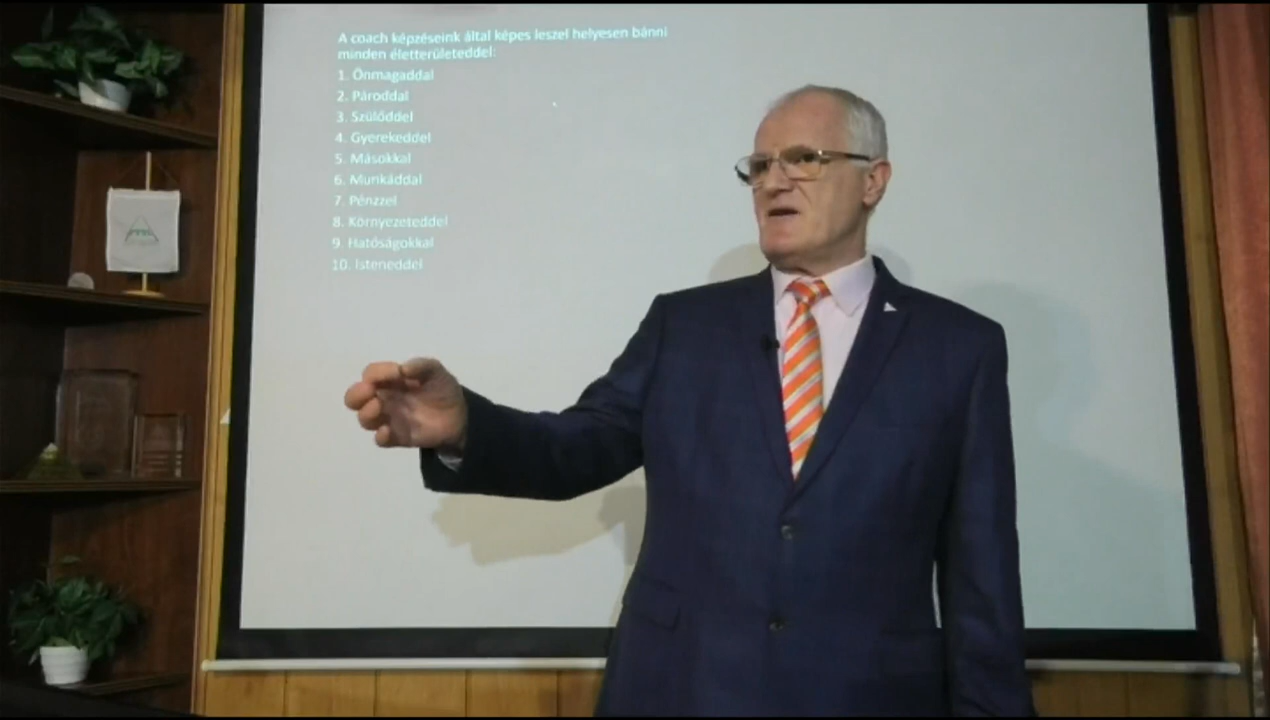 A coach képzéseink által képes leszel helyesen bánni
minden életterületeddel:
1. Önmagaddal
2. Pároddal
3. Szülőddel
4. Gyerekeddel
5. Másokkal
6. Munkáddal
7. Pénzzel
8. Környezeteddel
9. Hatóságokkal
10. Isteneddel